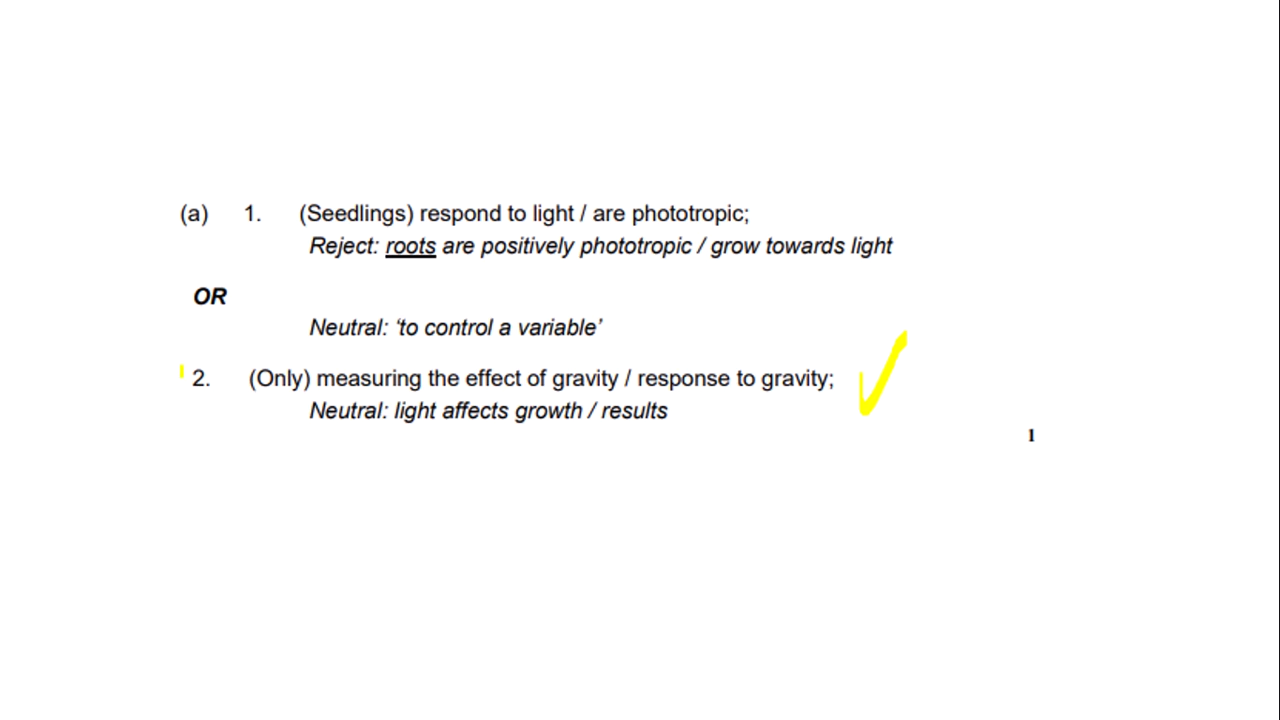 (a) 1. (Seedlings) respond to light / are phototropic;
Reject: roots are positively phototropic / grow towards light
OR
Neutral: ‘to control a variable’
2. (Only) measuring the effect of gravity / response to gravity;
Neutral: light affects growth / results
1